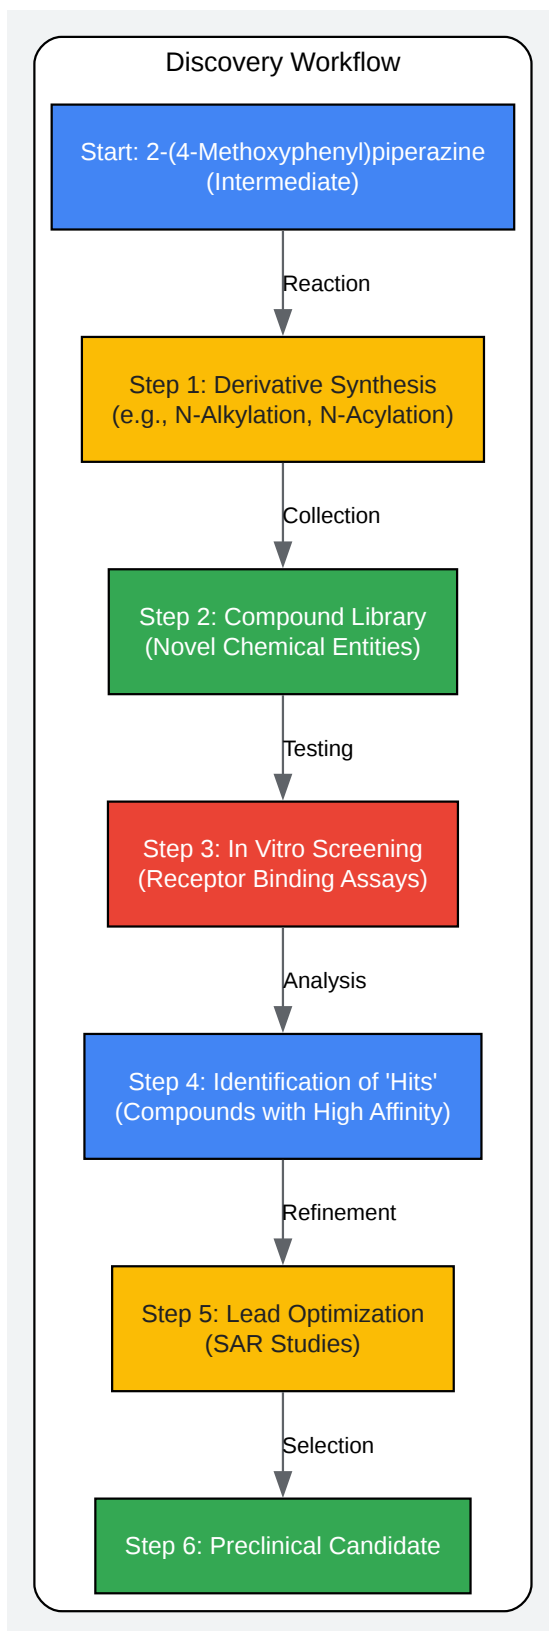 Discovery Workflow
Start: 2-(4-Methoxyphenyl)piperazine
(Intermediate)
Reaction
Step 1: Derivative Synthesis
(e.g., N-Alkylation, N-Acylation)
Collection
Step 2: Compound Library
(Novel Chemical Entities)
Testing
Step 3: In Vitro Screening
(Receptor Binding Assays)
Analysis
Step 4: Identification of 'Hits'
(Compounds with High Affinity)
Refinement
Step 5: Lead Optimization
(SAR Studies)
Selection
Step 6: Preclinical Candidate